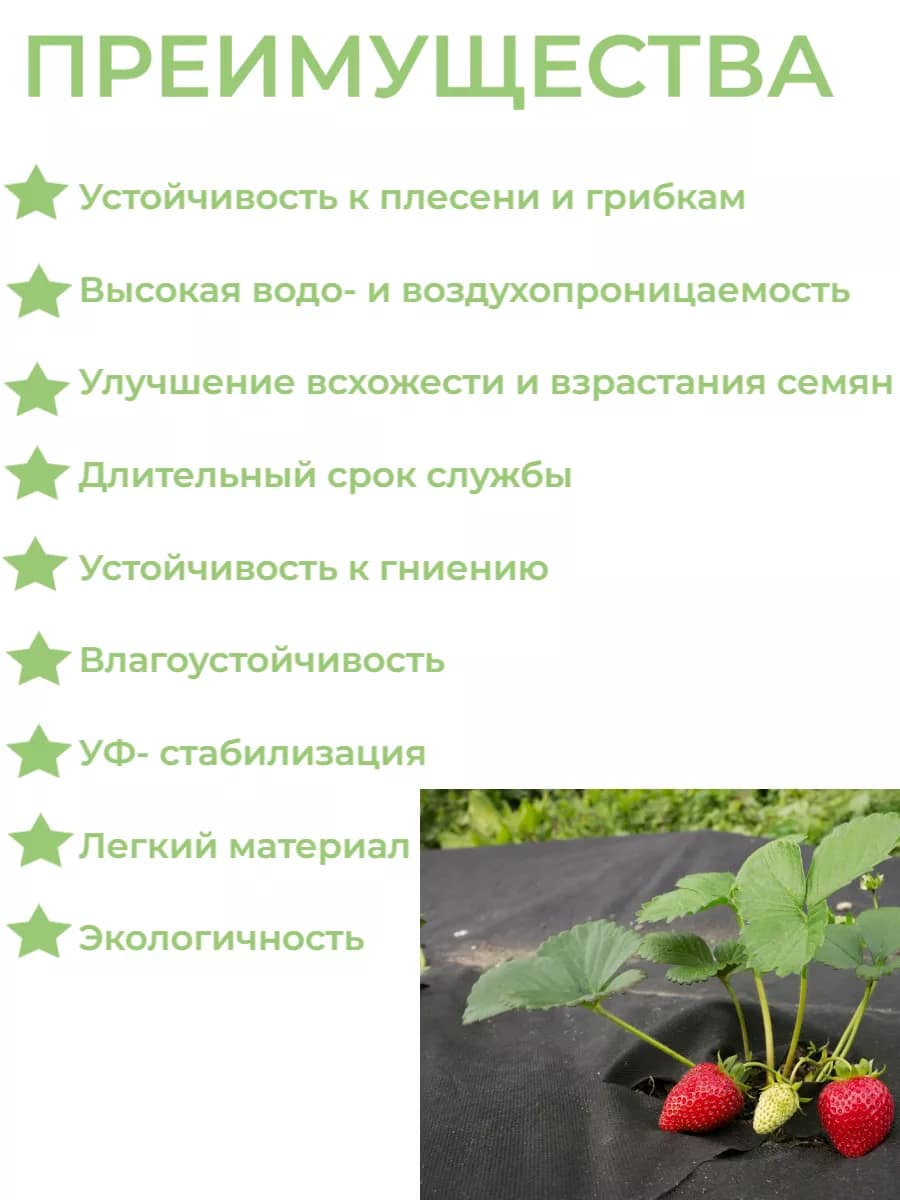 ПРЕИМУЩЕСТВА
Устойчивость к плесени и грибкам
Высокая водо- и воздухопроницаемость
Улучшение всхожести и взрастания семян
Длительный срок службы
Устойчивость к гниению
Влагоустойчивость
УФ- стабилизация
Легкий материал
Экологичность